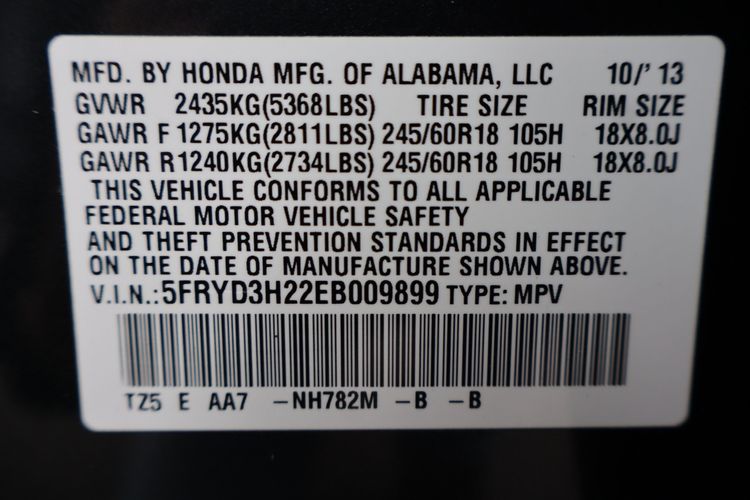 MFD. BY HONDA MFG. OF ALABAMA, LLC 10/'13
GVWR 2435KG(5368LBS) TIRE SIZE RIM SIZE
GAWR F 1275KG(2811LBS) 245/60R18 105H 18X8.0J
GAWR R1240KG(2734LBS) 245/60R18 105H 18X8.0J
THIS VEHICLE CONFORMS TO ALL APPLICABLE
FEDERAL MOTOR VEHICLE SAFETY
AND THEFT PREVENTION STANDARDS IN EFFECT
ON THE DATE OF MANUFACTURE SHOWN ABOVE.
V.I.N.:5FRYD3H22EB009899 TYPE: MPV
TZ5 E AA7 -NH782M -B -B